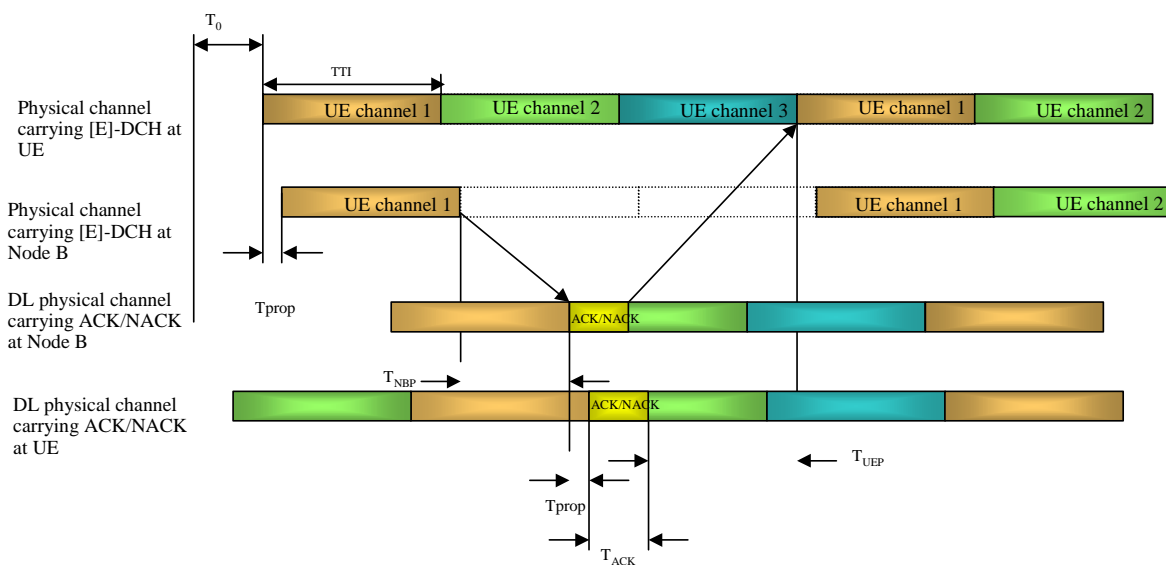 T0
TTI
Physical channel
carrying [E]-DCH at
UE
UE channel 1
UE channel 2
UE channel 3
UE channel 1
UE channel 2
Physical channel
carrying [E]-DCH at
Node B
UE channel 1
UE channel 1
UE channel 2
Tprop
DL physical channel
carrying ACK/NACK
at Node B
ACK/NACK
TNBP
DL physical channel
carrying ACK/NACK
at UE
ACK/NACK
TUEP
Tprop
TACK